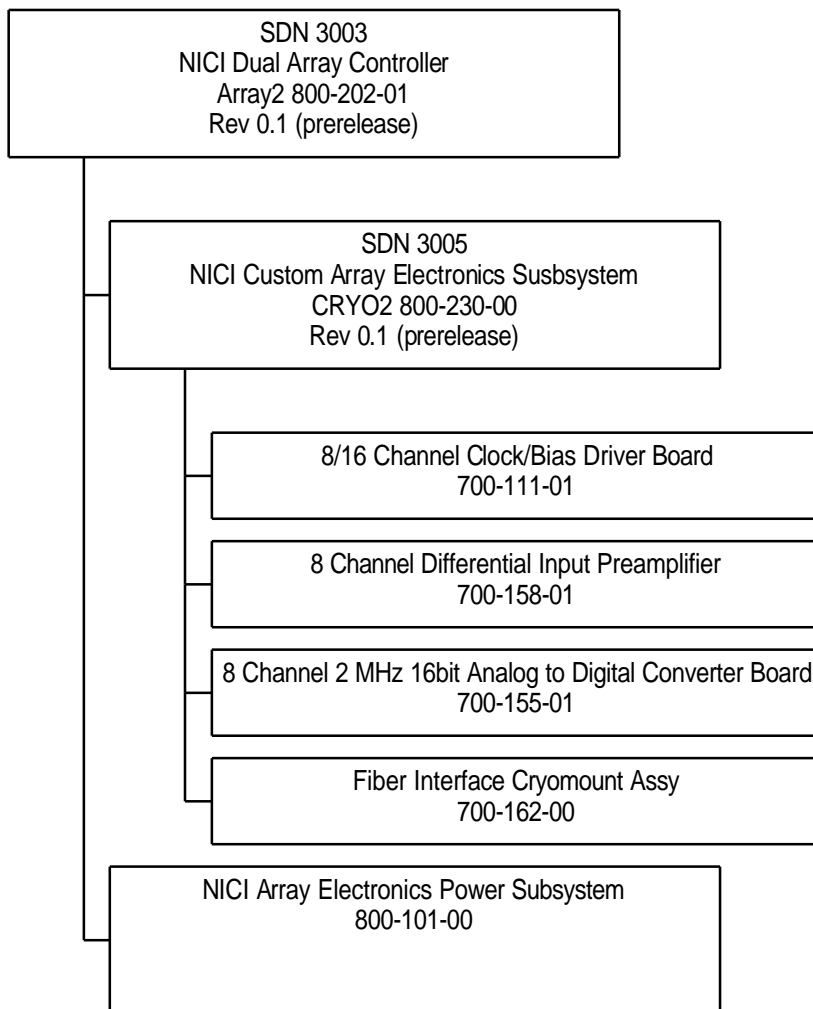 SDN 3003
NICI Dual Array Controller
Array2 800-202-01
Rev 0.1 (prerelease)
SDN 3005
NICI Custom Array Electronics Susbsystem
CRYO2 800-230-00
Rev 0.1 (prerelease)
8/16 Channel Clock/Bias Driver Board
700-111-01
8 Channel Differential Input Preamplifier
700-158-01
8 Channel 2 MHz 16bit Analog to Digital Converter Board
700-155-01
Fiber Interface Cryomount Assy
700-162-00
NICI Array Electronics Power Subsystem
800-101-00